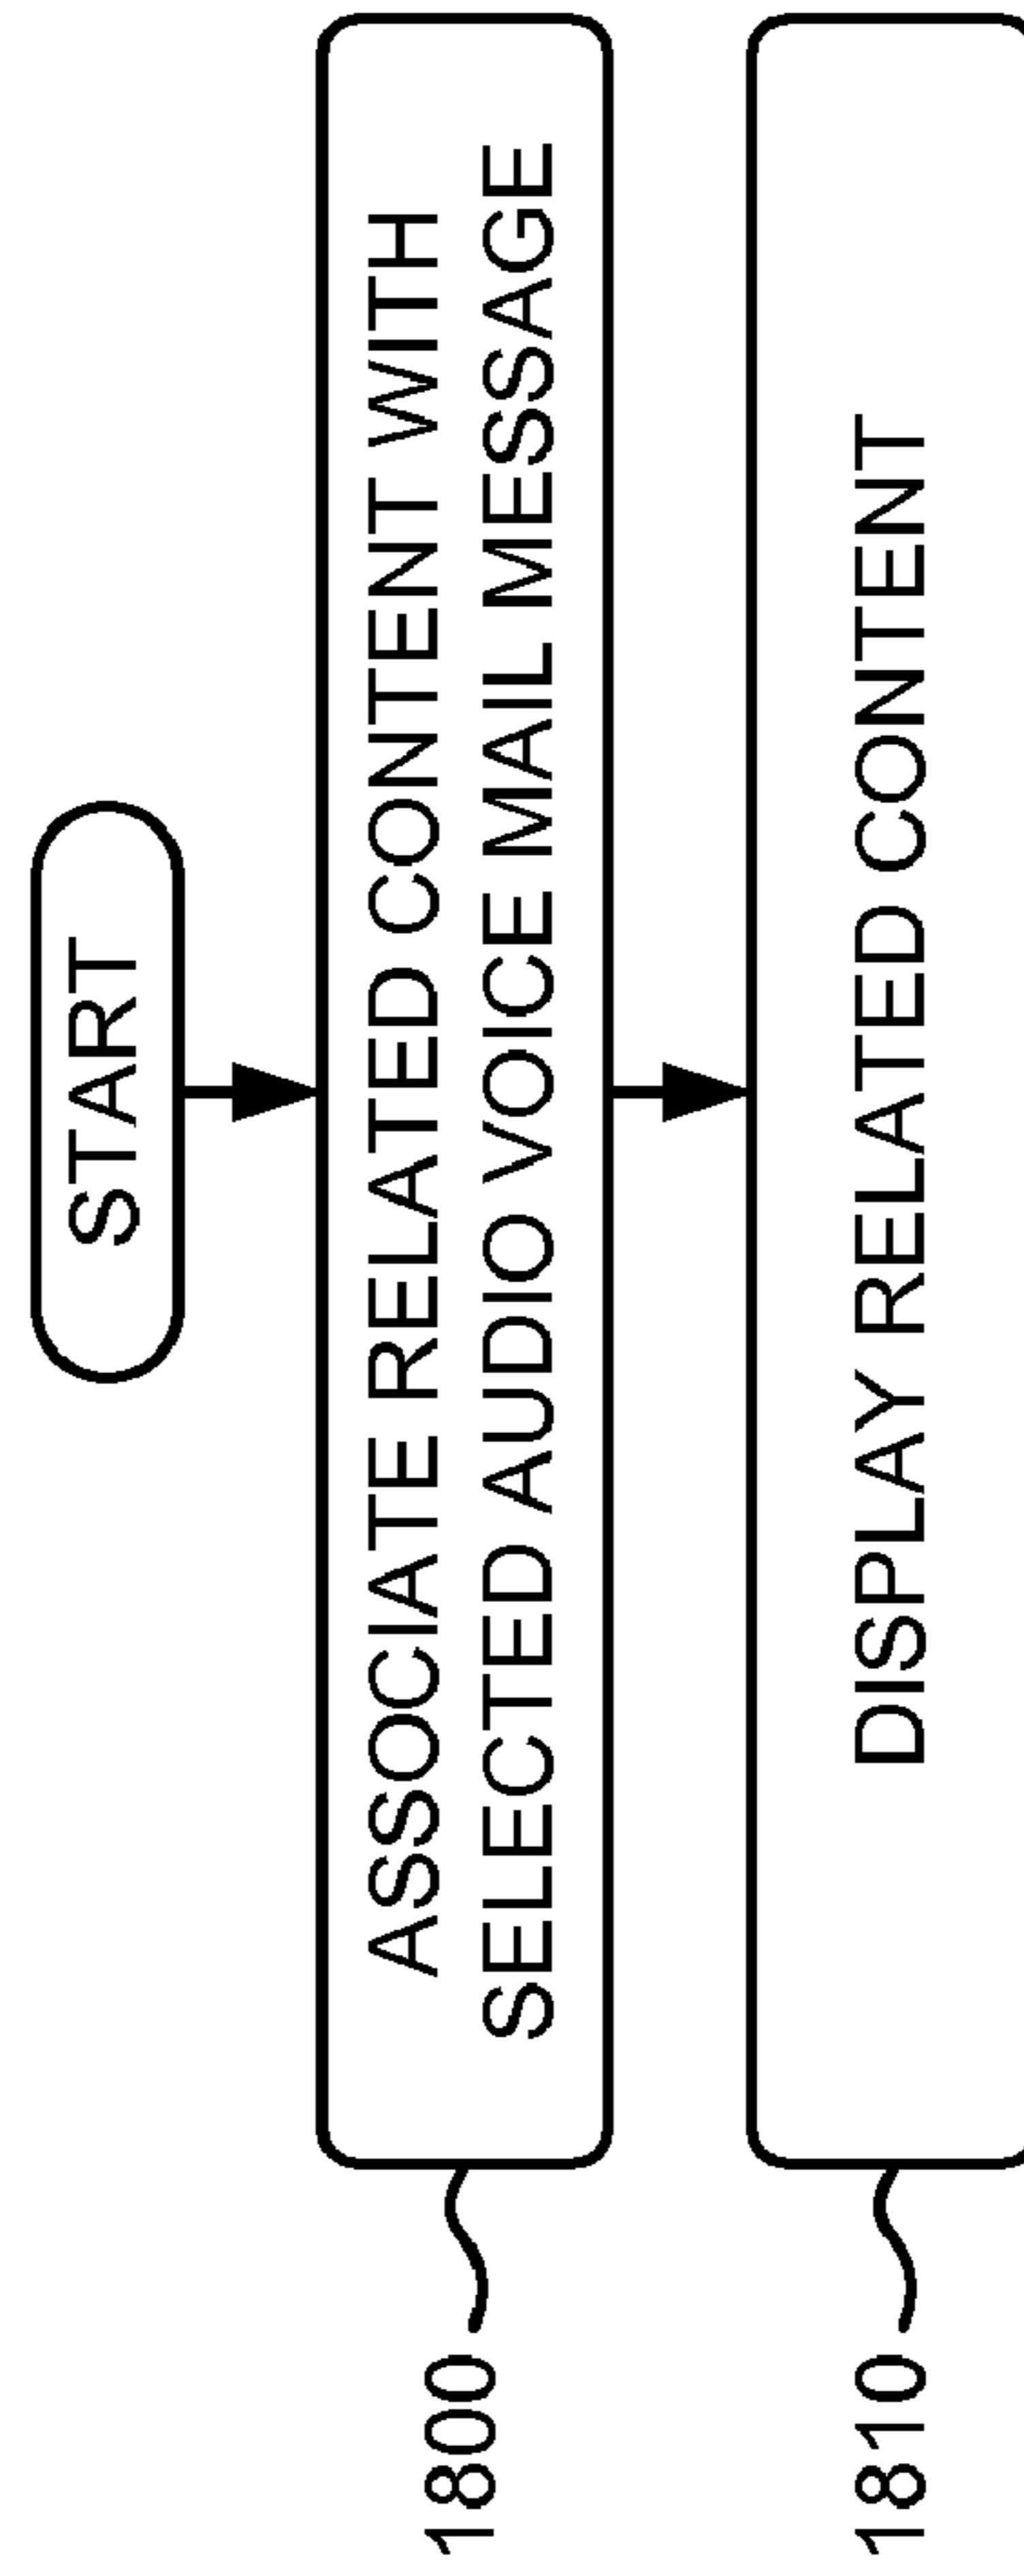 START
ASSOCIATE RELATED CONTENT WITH
SELECTED AUDIO VOICE MAIL MESSAGE
1800
DISPLAY RELATED CONTENT
1810